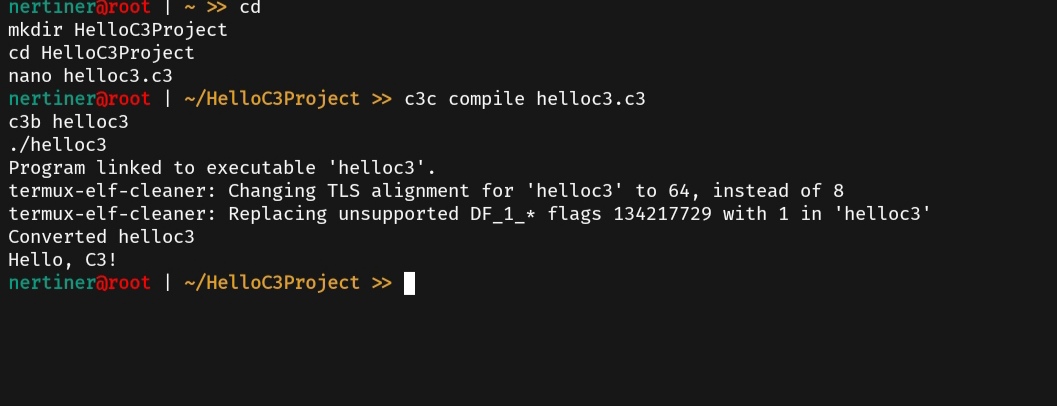 nertiner@root | ~ >> cd
mkdir HelloC3Project
cd HelloC3Project
nano helloc3.c3
nertiner@root | ~/HelloC3Project >> c3c compile helloc3.c3
c3b helloc3
./helloc3
Program linked to executable 'helloc3'.
termux-elf-cleaner: Changing TLS alignment for 'helloc3' to 64, instead of 8
termux-elf-cleaner: Replacing unsupported DF_1_* flags 134217729 with 1 in 'helloc3'
Converted helloc3
Hello, C3!
nertiner@root | ~/HelloC3Project >>